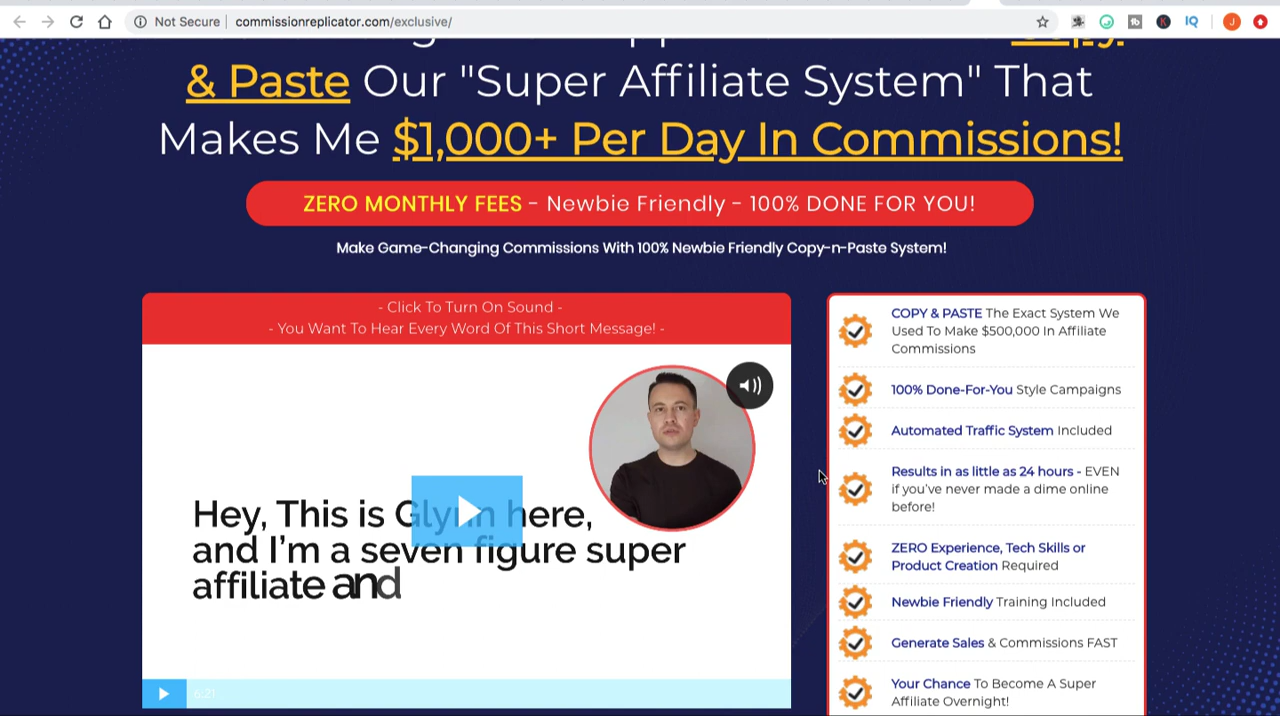 Not Secure
commissionreplicator.com/exclusive/
& Paste Our "Super Affiliate System" That
Makes Me $1,000+ Per Day In Commissions!
ZERO MONTHLY FEES - Newbie Friendly - 100% DONE FOR YOU!
Make Game-Changing Commissions With 100% Newbie Friendly Copy-n-Paste System!
- Click To Turn On Sound -
- You Want To Hear Every Word Of This Short Message! -
Hey, This is Glynn here,
and I'm a seven figure super
affiliate and
6:21
COPY & PASTE The Exact System We
Used To Make $500,000 In Affiliate
Commissions
100% Done-For-You Style Campaigns
Automated Traffic System Included
Results in as little as 24 hours - EVEN
if you've never made a dime online
before!
ZERO Experience, Tech Skills or
Product Creation Required
Newbie Friendly Training Included
Generate Sales & Commissions FAST
Your Chance To Become A Super
Affiliate Overnight!